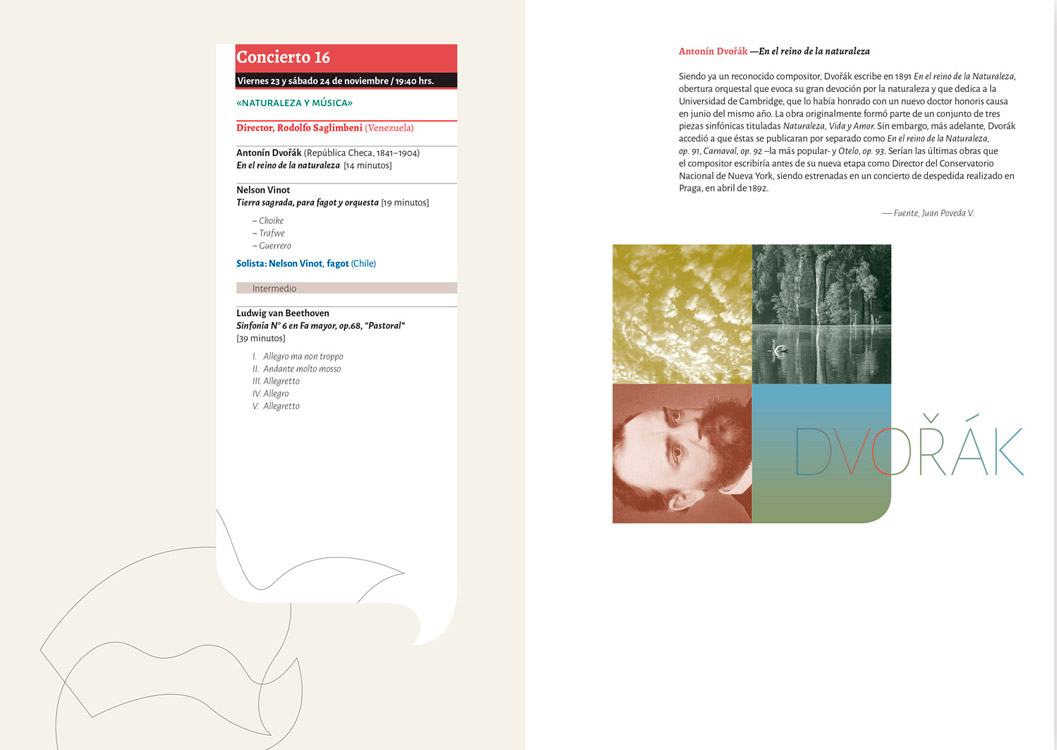 Concierto 16
Viernes 23 y sábado 24 de noviembre / 19:40 hrs.
«NATURALEZA Y MÚSICA»
Director, Rodolfo Saglimbeni (Venezuela)
Antonín Dvořák (República Checa, 1841–1904)
En el reino de la naturaleza [14 minutos]
Nelson Vinot
Tierra sagrada, para fagot y orquesta [19 minutos]
– Choike
– Trafwe
– Guerrero
Solista: Nelson Vinot, fagot (Chile)
Intermedio
Ludwig van Beethoven
Sinfonía N° 6 en Fa mayor, op.68, "Pastoral"
[39 minutos]
I. Allegro ma non troppo
II. Andante molto mosso
III. Allegretto
IV. Allegro
V. Allegretto
Antonín Dvořák —En el reino de la naturaleza
Siendo ya un reconocido compositor, Dvořák escribe en 1891 En el reino de la Naturaleza,
obertura orquestal que evoca su gran devoción por la naturaleza y que dedica a la
Universidad de Cambridge, que lo había honrado con un nuevo doctor honoris causa
en junio del mismo año. La obra originalmente formó parte de un conjunto de tres
piezas sinfónicas tituladas Naturaleza, Vida y Amor. Sin embargo, más adelante, Dvořák
accedió a que éstas se publicaran por separado como En el reino de la Naturaleza,
op. 91, Carnaval, op. 92 –la más popular- y Otelo, op. 93. Serían las últimas obras que
el compositor escribiría antes de su nueva etapa como Director del Conservatorio
Nacional de Nueva York, siendo estrenadas en un concierto de despedida realizado en
Praga, en abril de 1892.
— Fuente, Juan Poveda V.
DVOŘÁK